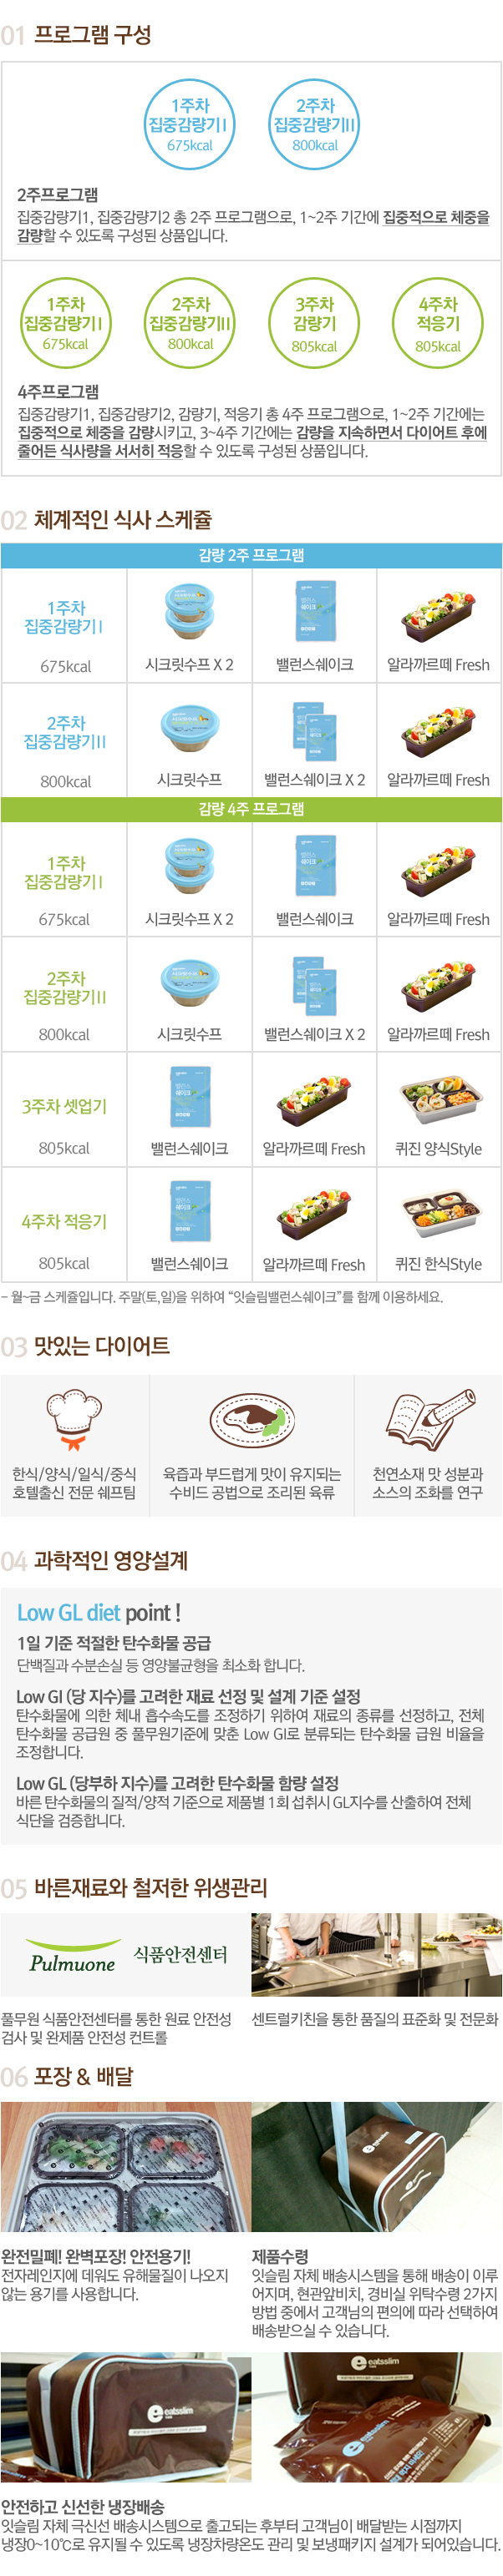 01 프로그램 구성
1주차
집중감량기 I
675kcal
2주차
집중감량기II
800kcal
2주프로그램
집중감량기1, 집중감량기2 총 2주 프로그램으로, 1~2주 기간에 집중적으로 체중을
감량할 수 있도록 구성된 상품입니다.
1주차
집중감량기 I
675kcal
2주차
집중감량기II
800kcal
3주차
감량기
805kcal
4주차
적응기
805kcal
4주프로그램
집중감량기1, 집중감량기2, 감량기, 적응기 총 4주 프로그램으로, 1~2주 기간에는
집중적으로 체중을 감량시키고, 3~4주 기간에는 감량을 지속하면서 다이어트 후에
줄어든 식사량을 서서히 적응할 수 있도록 구성된 상품입니다.
02 체계적인 식사 스케쥴
감량 2주 프로그램
1주차
집중감량기 I
675kcal
시크릿수프 X 2
밸런스쉐이크
알라까르떼 Fresh
2주차
집중감량기II
800kcal
시크릿수프
밸런스쉐이크 X 2
알라까르떼 Fresh
감량 4주 프로그램
1주차
집중감량기 I
675kcal
시크릿수프 X 2
밸런스쉐이크
알라까르떼 Fresh
2주차
집중감량기II
800kcal
시크릿수프
밸런스쉐이크 X 2
알라까르떼 Fresh
3주차 셋업기
805kcal
밸런스쉐이크
알라까르떼 Fresh
퀴진 양식Style
4주차 적응기
805kcal
밸런스쉐이크
알라까르떼 Fresh
퀴진 한식Style
- 월~금 스케쥴입니다. 주말(토,일)을 위하여 “잇슬림밸런스쉐이크”를 함께 이용하세요.
03 맛있는 다이어트
한식/양식/일식/중식
호텔출신 전문 쉐프팀
육즙과 부드럽게 맛이 유지되는
수비드 공법으로 조리된 육류
천연소재 맛 성분과
소스의 조화를 연구
04 과학적인 영양설계
Low GL diet point !
1일 기준 적절한 탄수화물 공급
단백질과 수분손실 등 영양불균형을 최소화 합니다.
Low GI (당 지수)를 고려한 재료 선정 및 설계 기준 설정
탄수화물에 의한 체내 흡수속도를 조정하기 위하여 재료의 종류를 선정하고, 전체
탄수화물 공급원 중 풀무원기준에 맞춘 Low GI로 분류되는 탄수화물 급원 비율을
조정합니다.
Low GL (당부하 지수)를 고려한 탄수화물 함량 설정
바른 탄수화물의 질적/양적 기준으로 제품별 1회 섭취시 GL지수를 산출하여 전체
식단을 검증합니다.
05 바른재료와 철저한 위생관리
Pulmuone 식품안전센터
풀무원 식품안전센터를 통한 원료 안전성
검사 및 완제품 안전성 컨트롤
센트럴키친을 통한 품질의 표준화 및 전문화
06 포장 & 배달
eatsslim
완전밀폐! 완벽포장! 안전용기!
전자레인지에 데워도 유해물질이 나오지
않는 용기를 사용합니다.
제품수령
잇슬림 자체 배송시스템을 통해 배송이 이루
어지며, 현관앞비치, 경비실 위탁수령 2가지
방법 중에서 고객님의 편의에 따라 선택하여
배송받으실 수 있습니다.
eatsslim
eatsslim
eatsslim
안전하고 신선한 냉장배송
잇슬림 자체 극신선 배송시스템으로 출고되는 후부터 고객님이 배달받는 시점까지
냉장0~10℃로 유지될 수 있도록 냉장차량온도 관리 및 보냉패키지 설계가 되어있습니다.